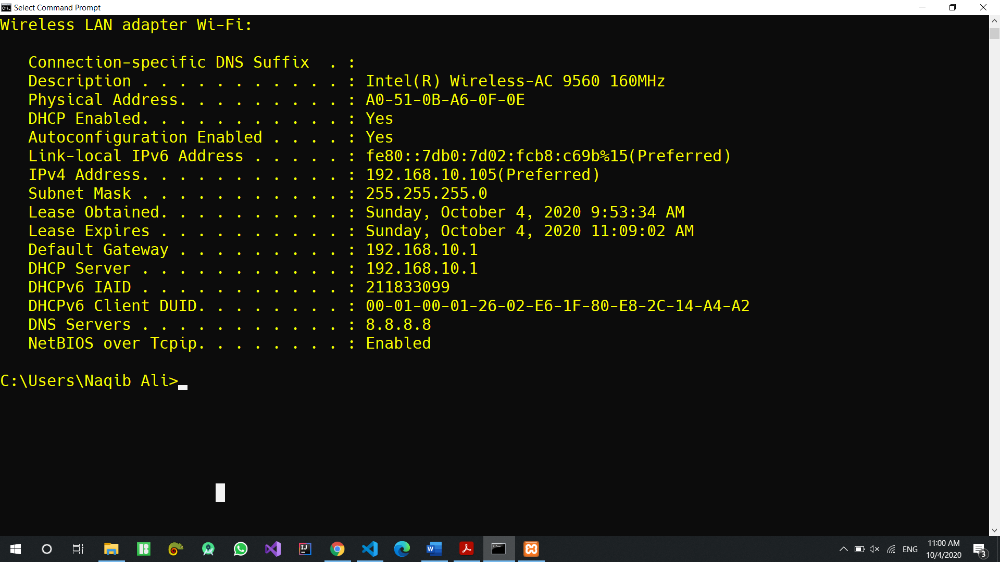 Select Command Prompt
Wireless LAN adapter Wi-Fi:
Connection-specific DNS Suffix  . :
Description . . . . . . . . . . . : Intel(R) Wireless-AC 9560 160MHz
Physical Address. . . . . . . . . : A0-51-0B-A6-0F-0E
DHCP Enabled. . . . . . . . . . . : Yes
Autoconfiguration Enabled . . . . : Yes
Link-local IPv6 Address . . . . . : fe80::7db0:7d02:fcb8:c69b%15(Preferred)
IPv4 Address. . . . . . . . . . . : 192.168.10.105(Preferred)
Subnet Mask . . . . . . . . . . . : 255.255.255.0
Lease Obtained. . . . . . . . . . : Sunday, October 4, 2020 9:53:34 AM
Lease Expires . . . . . . . . . . : Sunday, October 4, 2020 11:09:02 AM
Default Gateway . . . . . . . . . : 192.168.10.1
DHCP Server . . . . . . . . . . . : 192.168.10.1
DHCPv6 IAID . . . . . . . . . . . : 211833099
DHCPv6 Client DUID. . . . . . . . : 00-01-00-01-26-02-E6-1F-80-E8-2C-14-A4-A2
DNS Servers . . . . . . . . . . . : 8.8.8.8
NetBIOS over Tcpip. . . . . . . . : Enabled
C:\Users\Naqib Ali>
ENG
11:00 AM
10/4/2020
3